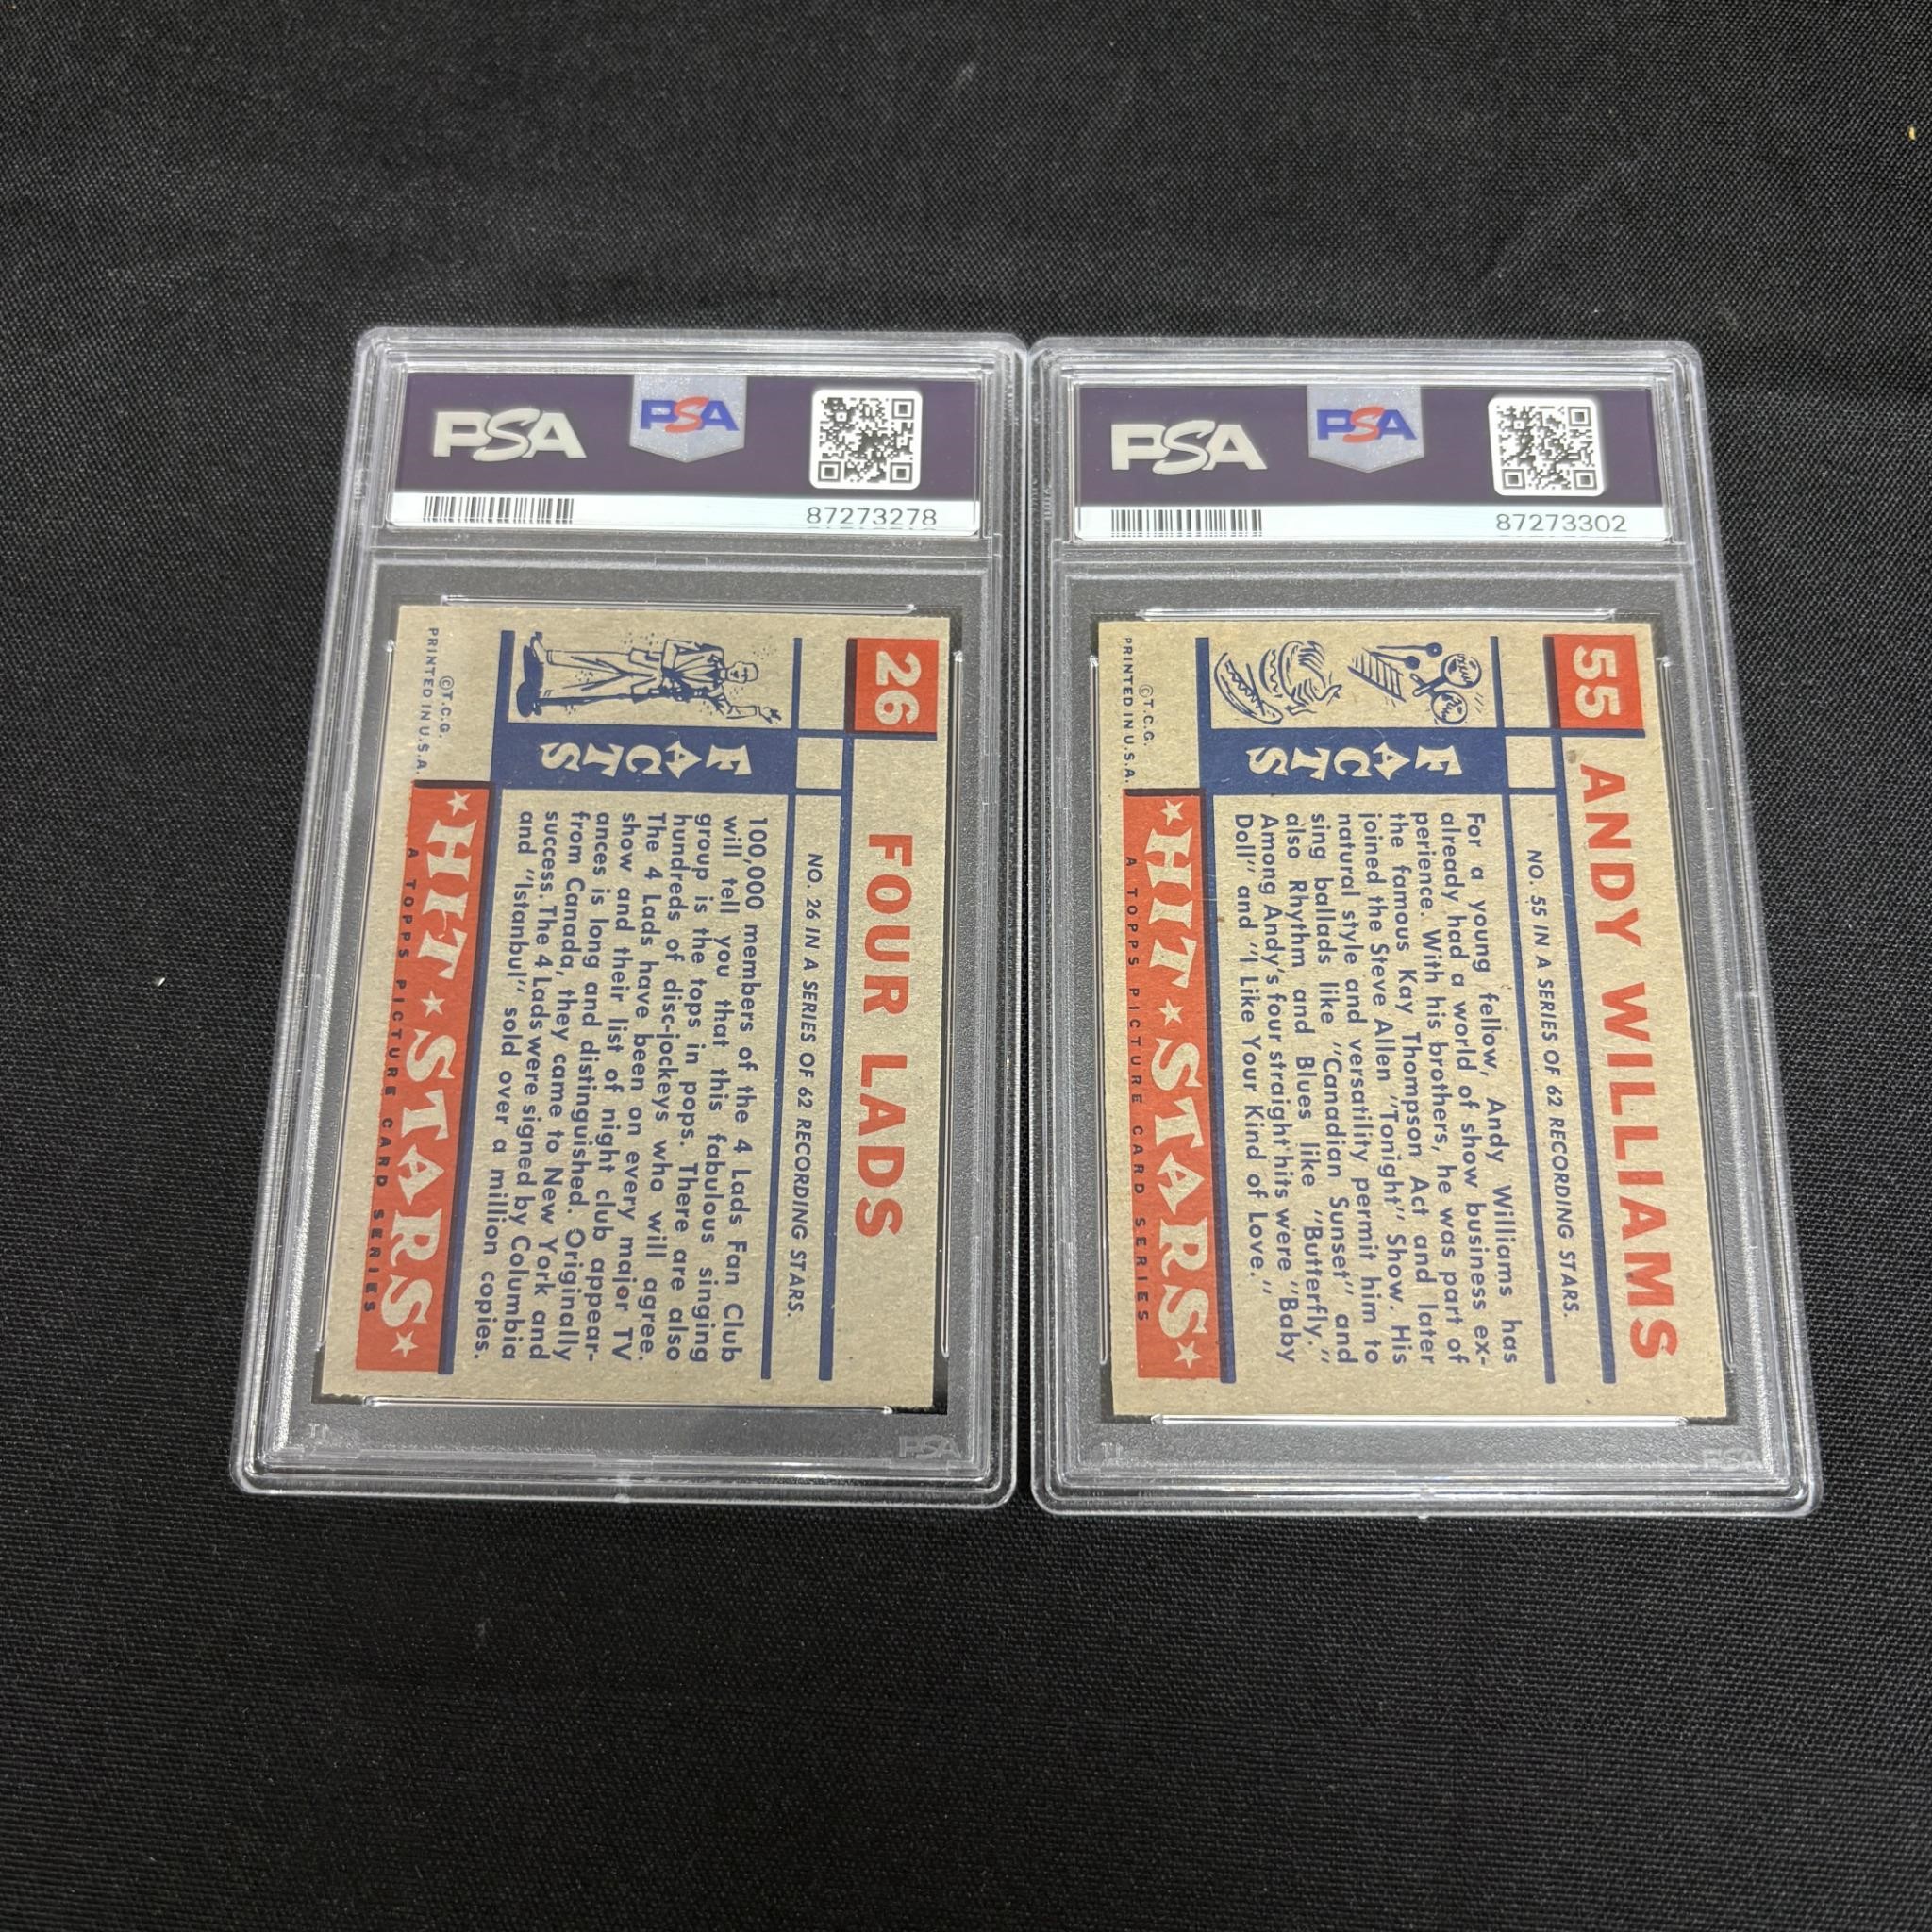 PSA
PSA
87273278
26
FOUR LADS
NO. 26 IN A SERIES OF 62 RECORDING STARS.
FACTS
100,000 members of the 4 Lads Fan Club
will tell you that this fabulous singing
group is the tops in pops. There are also
hundreds of disc-jockeys who will agree.
The 4 Lads have been on every major TV
show and their list of night club appear-
ances is long and distinguished. Originally
from Canada, they came to New York and
success. The 4 Lads were signed by Columbia
and "Istanbul" sold over a million copies.
©T.C.G.
PRINTED IN U.S.A.
HIT STARS
A TOPPS PICTURE CARD SERIES
PSA
PSA
PSA
87273302
55
ANDY WILLIAMS
NO. 55 IN A SERIES OF 62 RECORDING STARS.
FACTS
For a young fellow, Andy Williams has
already had a world of show business ex-
perience. With his brothers, he was part of
the famous Kay Thompson Act and later
joined the Steve Allen "Tonight" Show. His
natural style and versatility permit him to
sing ballads like "Canadian Sunset" and
also Rhythm and Blues like "Butterfly."
Among Andy's four straight hits were "Baby
Doll" and "I Like Your Kind of Love."
©T.C.G.
PRINTED IN U.S.A.
HIT STARS
A TOPPS PICTURE CARD SERIES
PSA